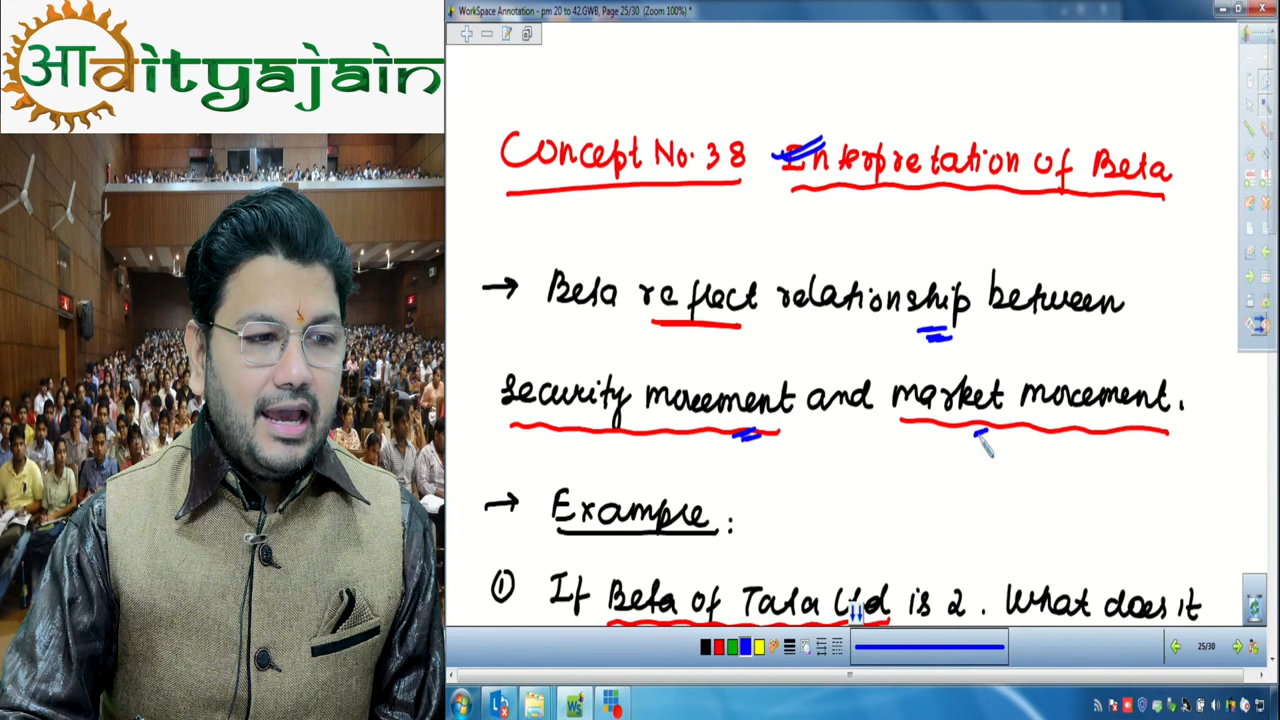 WorkSpace Annotation - pm 20 to 42.GWB, Page 25/30 (Zoom 100%) *
आdityajain
Concept No. 38 Interpretation of Beta
→ Beta reflect relationship between
security movement and market movement.
→ Example :
① If Beta of Tata Ltd is 2. What does it
25/30